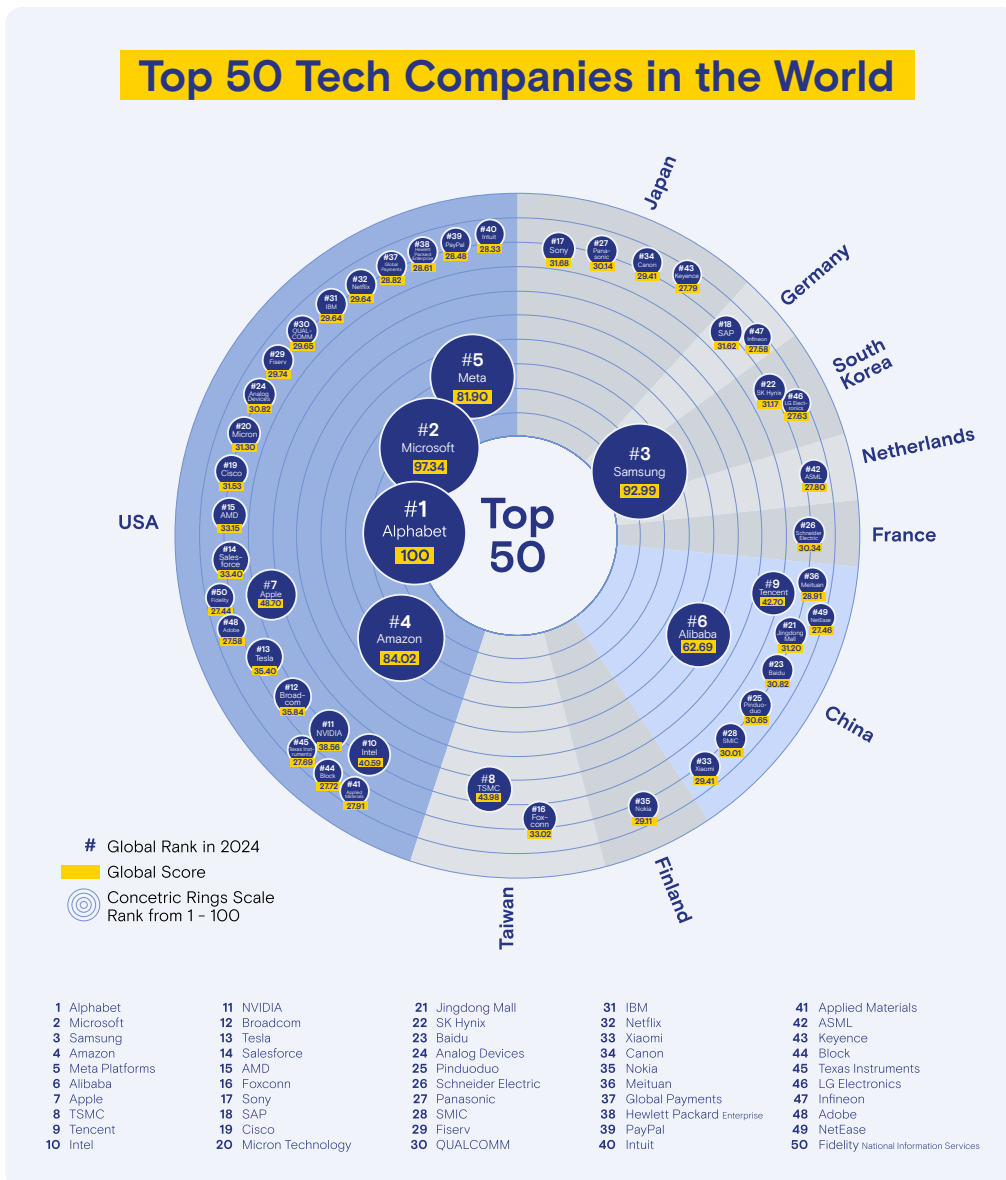 Top 50 Tech Companies in the World
Japan
Germany
South
Korea
Netherlands
France
China
Finland
Taiwan
USA
Top
50
#1
Alphabet
100
#2
Microsoft
97.34
#3
Samsung
92.99
#4
Amazon
84.02
#5
Meta
81.90
#6
Alibaba
62.69
#7
Apple
48.70
#8
TSMC
43.98
#9
Tencent
42.70
#10
Intel
40.59
#11
NVIDIA
38.56
#12
Broad-
com
35.84
#13
Tesla
35.40
#14
Sales-
force
33.40
#15
AMD
33.15
#16
Fox-
conn
33.02
#17
Sony
31.68
#18
SAP
31.62
#19
Cisco
31.53
#20
Micron
31.30
#21
Jingdong
Mall
31.20
#22
SK Hynix
31.17
#23
Baidu
30.82
#24
Analog
Devices
30.82
#25
Pinduo-
duo
30.65
#26
Schneider
Electric
30.34
#27
Pana-
sonic
30.14
#28
SMIC
30.01
#29
Fiserv
29.74
#30
QUAL-
COMM
29.65
#31
IBM
29.64
#32
Netflix
29.64
#33
Xiaomi
29.41
#34
Canon
29.41
#35
Nokia
29.11
#36
Meituan
28.91
#37
Global
Payments
28.82
#38
Hewlett
Packard
Enterprise
28.61
#39
PayPal
28.48
#40
Intuit
28.33
#41
Applied
Materials
27.91
#42
ASML
27.80
#43
Keyence
27.79
#44
Block
27.72
#45
Texas Inst-
ruments
27.69
#46
LG Elect-
ronics
27.63
#47
Infineon
27.58
#48
Adobe
27.58
#49
NetEase
27.46
#50
Fidelity
27.44
# Global Rank in 2024
Global Score
Concetric Rings Scale
Rank from 1 - 100
1 Alphabet
2 Microsoft
3 Samsung
4 Amazon
5 Meta Platforms
6 Alibaba
7 Apple
8 TSMC
9 Tencent
10 Intel
11 NVIDIA
12 Broadcom
13 Tesla
14 Salesforce
15 AMD
16 Foxconn
17 Sony
18 SAP
19 Cisco
20 Micron Technology
21 Jingdong Mall
22 SK Hynix
23 Baidu
24 Analog Devices
25 Pinduoduo
26 Schneider Electric
27 Panasonic
28 SMIC
29 Fiserv
30 QUALCOMM
31 IBM
32 Netflix
33 Xiaomi
34 Canon
35 Nokia
36 Meituan
37 Global Payments
38 Hewlett Packard Enterprise
39 PayPal
40 Intuit
41 Applied Materials
42 ASML
43 Keyence
44 Block
45 Texas Instruments
46 LG Electronics
47 Infineon
48 Adobe
49 NetEase
50 Fidelity National Information Services